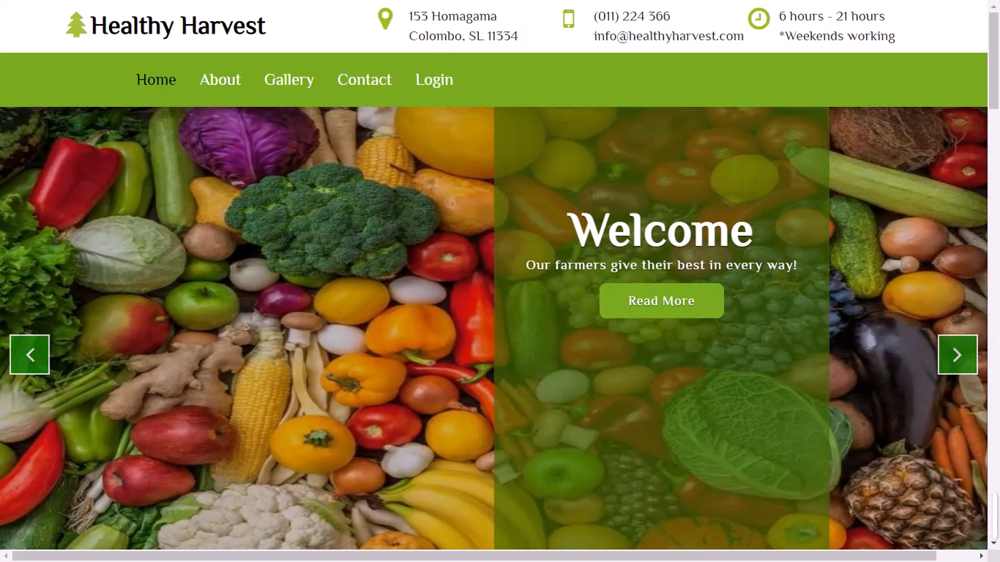 Healthy Harvest
153 Homagama
Colombo, SL 11334
(011) 224 366
info@healthyharvest.com
6 hours - 21 hours
*Weekends working
Home About Gallery Contact Login
Welcome
Our farmers give their best in every way!
Read More